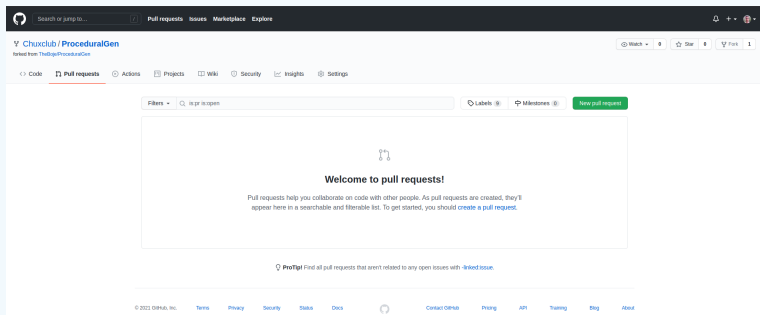 Search or jump to... / Pull requests Issues Marketplace Explore
Chuxclub / ProceduralGen
Watch 0 Star 0 Fork 1
forked from TheBojo/ProceduralGen
Code Pull requests Actions Projects Wiki Security Insights Settings
Filters is:pr is:open Labels 9 Milestones 0 New pull request
Welcome to pull requests!
Pull requests help you collaborate on code with other people. As pull requests are created, they'll
appear here in a searchable and filterable list. To get started, you should create a pull request.
ProTip! Find all pull requests that aren't related to any open issues with -linked:issue.
© 2021 GitHub, Inc. Terms Privacy Security Status Docs Contact GitHub Pricing API Training Blog About